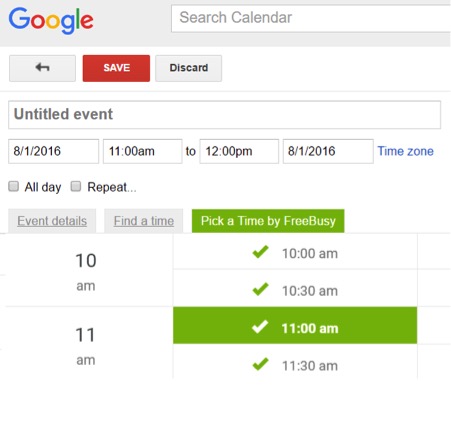 Google Search Calendar
SAVE Discard
Untitled event
8/1/2016 11:00am to 12:00pm 8/1/2016 Time zone
All day Repeat...
Event details Find a time Pick a Time by FreeBusy
10 am
10:00 am
10:30 am
11 am
11:00 am
11:30 am